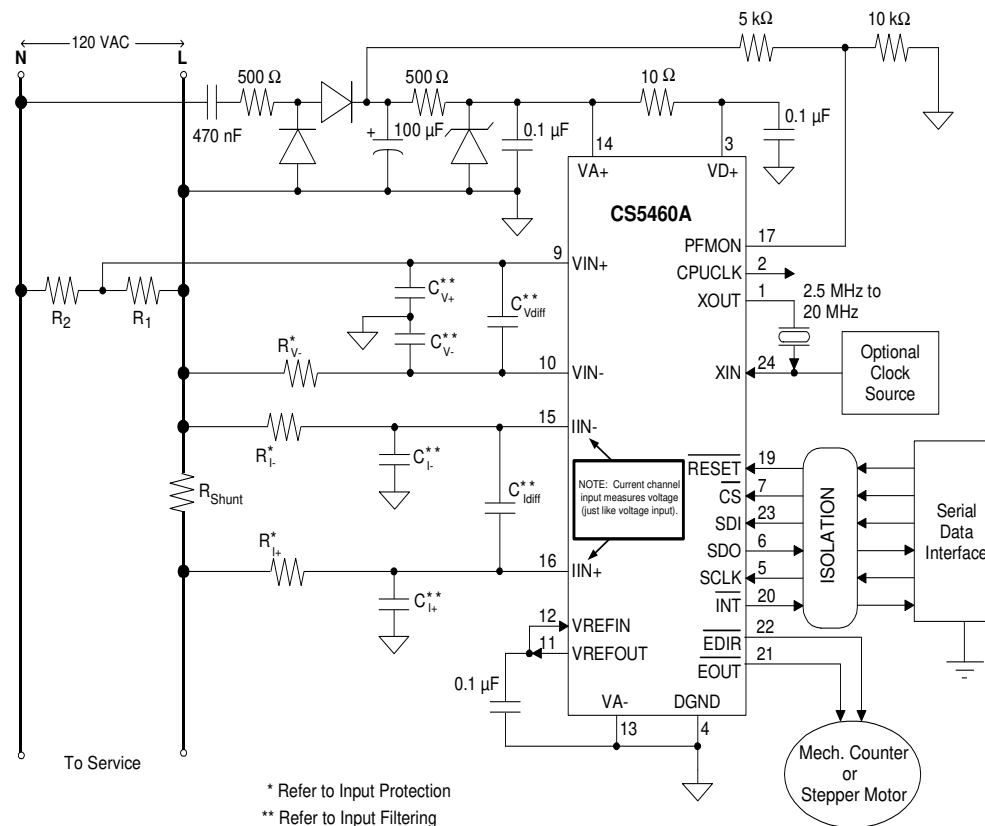 5 kΩ
10 kΩ
120 VAC
N
L
500 Ω
500 Ω
10 Ω
470 nF
+
100 µF
0.1 µF
0.1 µF
14
3
VA+
VD+
CS5460A
PFMON
17
9
VIN+
CPUCLK
2
XOUT
1
2.5 MHz to
20 MHz
R2
R1
C**V+
C**Vdiff
C**V-
R*V-
10
VIN-
XIN
24
Optional
Clock
Source
15
IIN-
R*I-
C**I-
C**Idiff
RShunt
NOTE: Current channel
input measures voltage
(just like voltage input).
RESET
19
CS
7
SDI
23
SDO
6
SCLK
5
INT
20
ISOLATION
Serial
Data
Interface
R*I+
16
IIN+
C**I+
12
VREFIN
11
VREFOUT
EDIR
22
EOUT
21
0.1 µF
VA-
DGND
13
4
Mech. Counter
or
Stepper Motor
To Service
* Refer to Input Protection
** Refer to Input Filtering